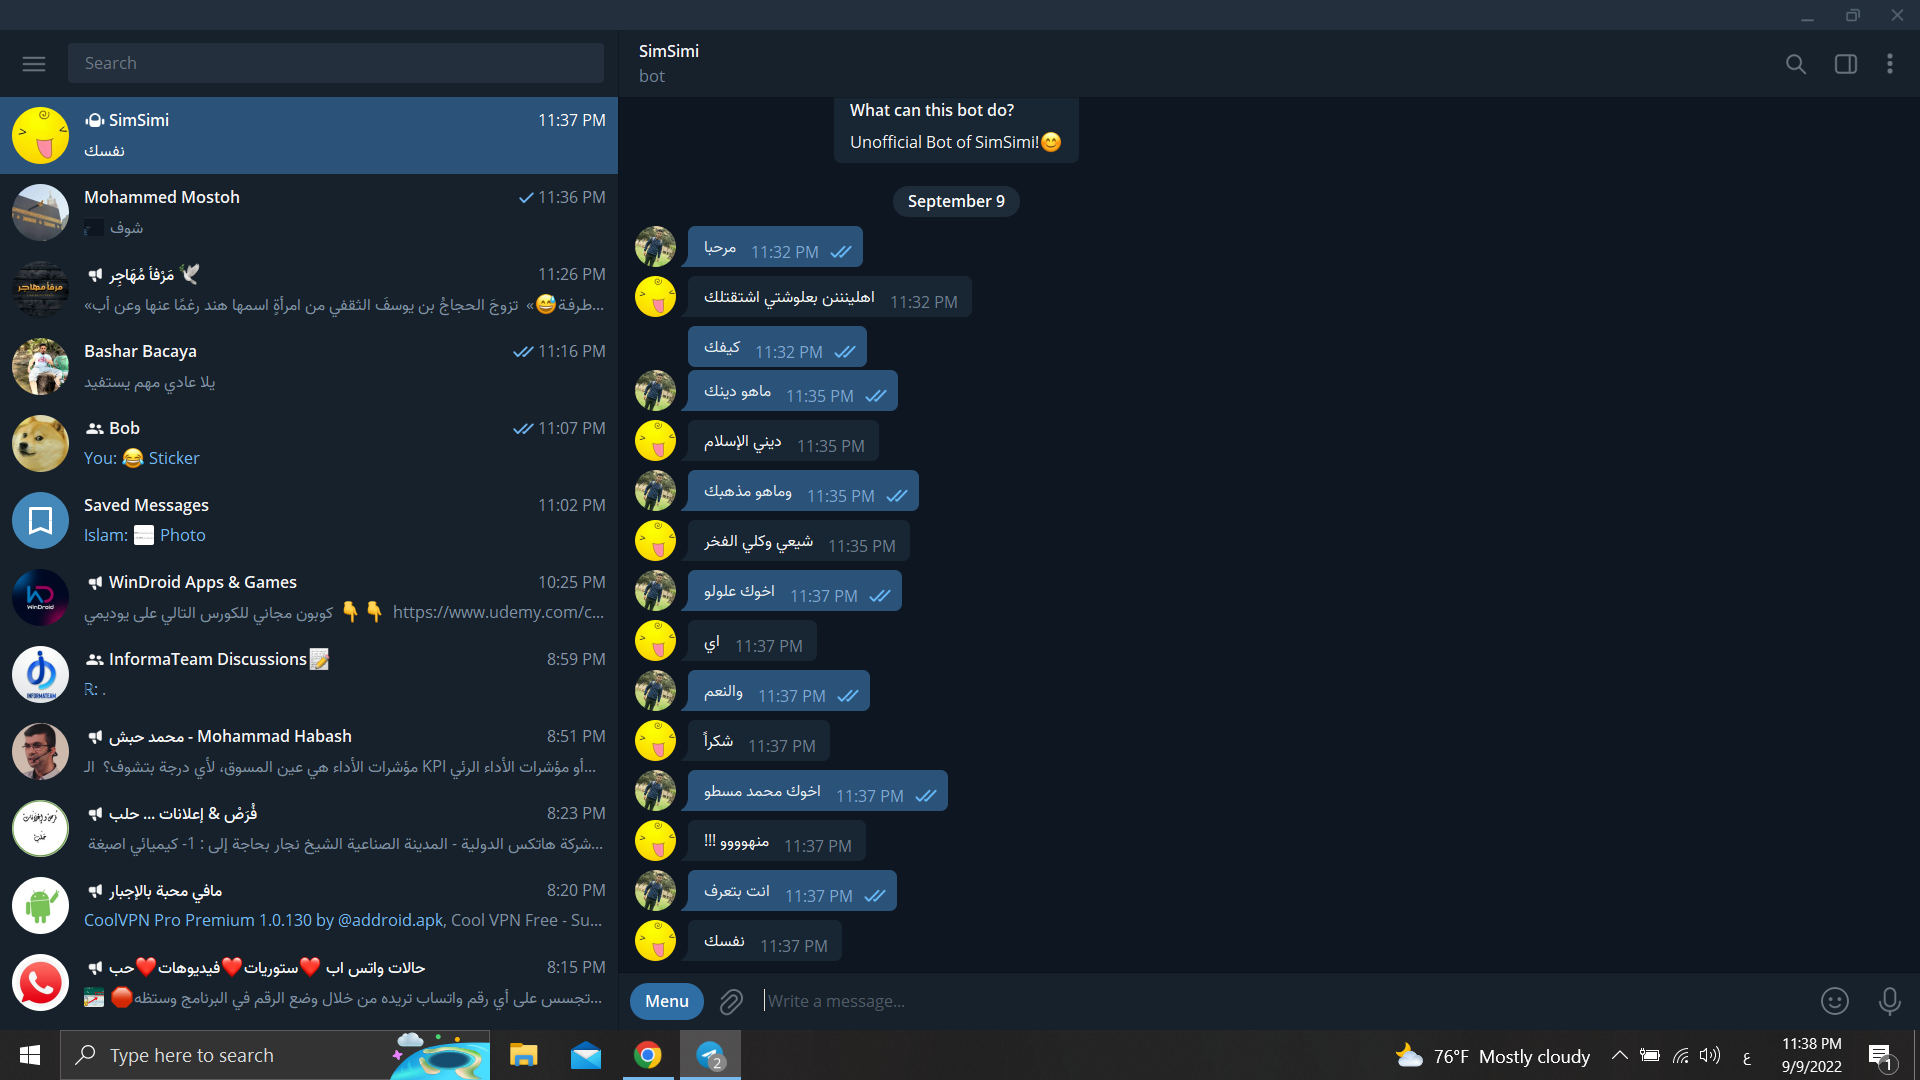 Search
SimSimi
11:37 PM
نفسك
Mohammed Mostoh
11:36 PM
شوف
مَرْفأ مُهَاجِر 🕊
11:26 PM
«طرفة😅» تزوجَ الحجاجُ بن يوسفَ الثقفي من امرأةٍ اسمها هند رغمًا عنها وعن أب...
Bashar Bacaya
11:16 PM
يلا عادي مهم يستفيد
Bob
11:07 PM
You: 😂 Sticker
Saved Messages
11:02 PM
Islam: Photo
WinDroid Apps & Games
10:25 PM
كوبون مجاني للكورس التالي على يوديمي 👇👇 https://www.udemy.com/c...
InformaTeam Discussions📝
8:59 PM
R: .
محمد حبش - Mohammad Habash
8:51 PM
أو مؤشرات الأداء الرئي KPI مؤشرات الأداء هي عين المسوق، لأي درجة بتشوف؟ الـ...
فُرَصْ & إعلانات ... حلب
8:23 PM
شركة هاتكس الدولية - المدينة الصناعية الشيخ نجار بحاجة إلى : 1- كيميائي اصبغة...
مافي محبة بالإجبار
8:20 PM
CoolVPN Pro Premium 1.0.130 by @addroid.apk, Cool VPN Free - Su...
حالات واتس اب ❤️ستوريات❤️فيديوهات❤️حب
8:15 PM
🛑تجسس على أي رقم واتساب تريده من خلال وضع الرقم في البرنامج وستظه...
SimSimi
bot
What can this bot do?
Unofficial Bot of SimSimi!😊
September 9
مرحبا 11:32 PM
اهلينننن بعلوشتي اشتقتلك 11:32 PM
كيفك 11:32 PM
ماهو دينك 11:35 PM
ديني الإسلام 11:35 PM
وماهو مذهبك 11:35 PM
شيعي وكلي الفخر 11:35 PM
اخوك علولو 11:37 PM
اي 11:37 PM
والنعم 11:37 PM
شكراً 11:37 PM
اخوك محمد مسطو 11:37 PM
منهوووو !!! 11:37 PM
انت بتعرف 11:37 PM
نفسك 11:37 PM
Menu
Write a message...
Type here to search
2
76°F Mostly cloudy
ع
11:38 PM
9/9/2022
1